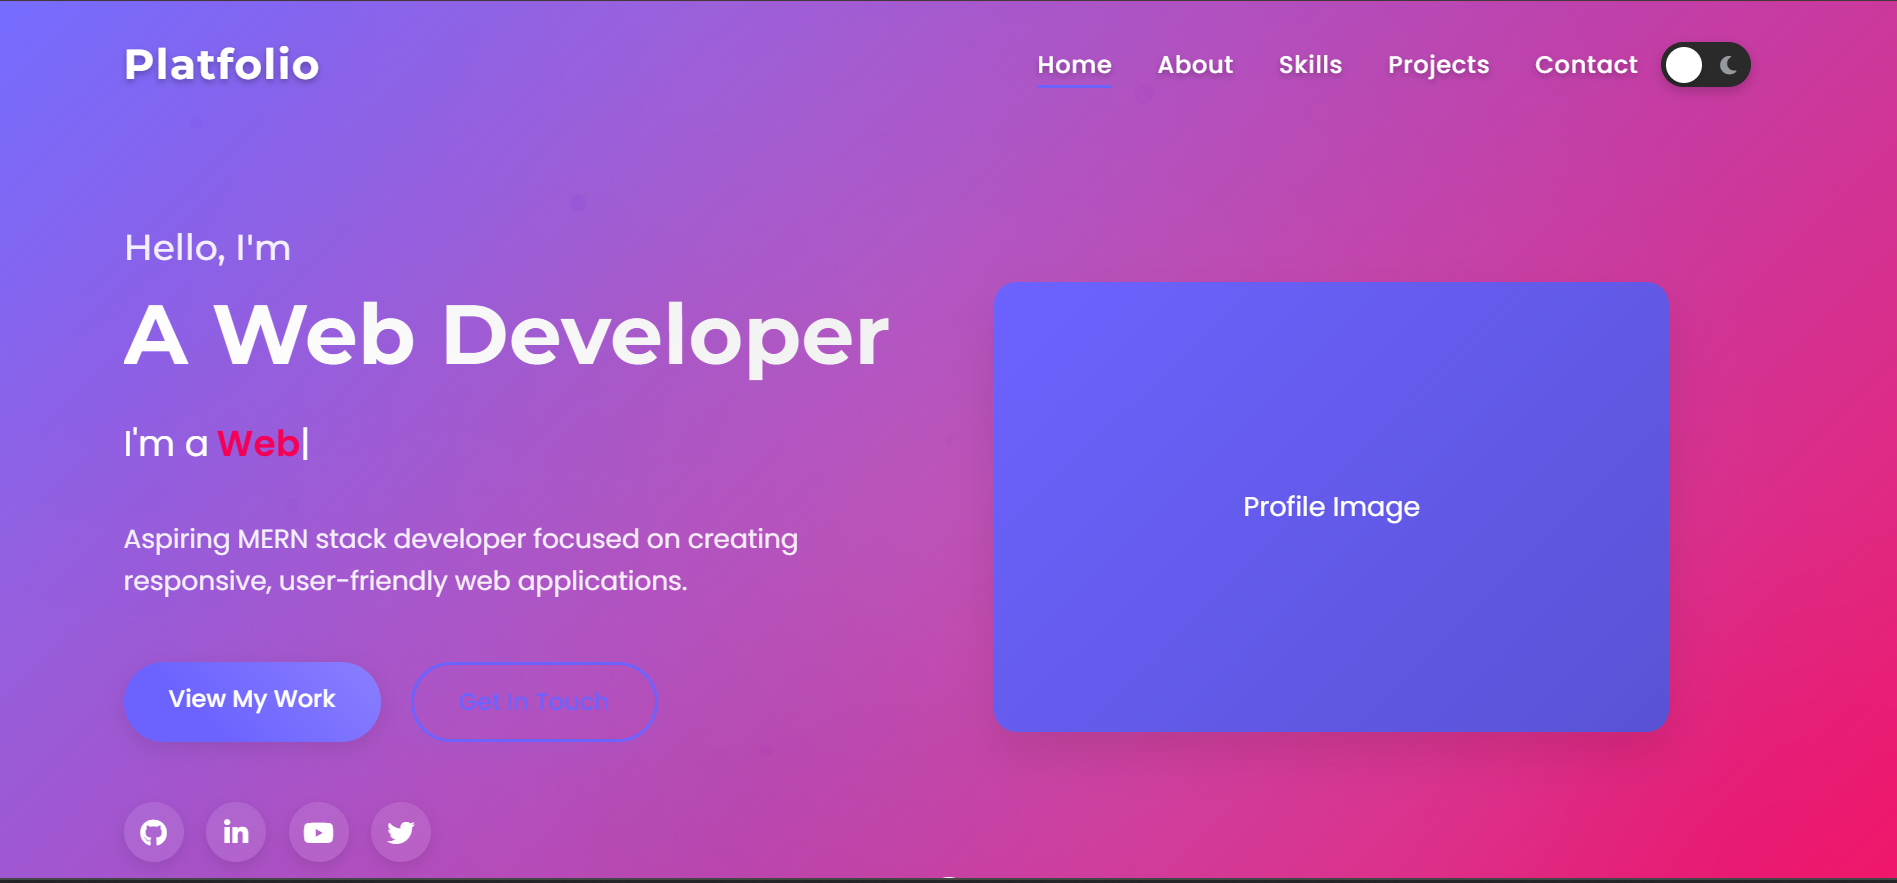 Platfolio
Home About Skills Projects Contact
Hello, I'm
A Web Developer
I'm a Web|
Aspiring MERN stack developer focused on creating
responsive, user-friendly web applications.
Profile Image
View My Work
Get In Touch
in